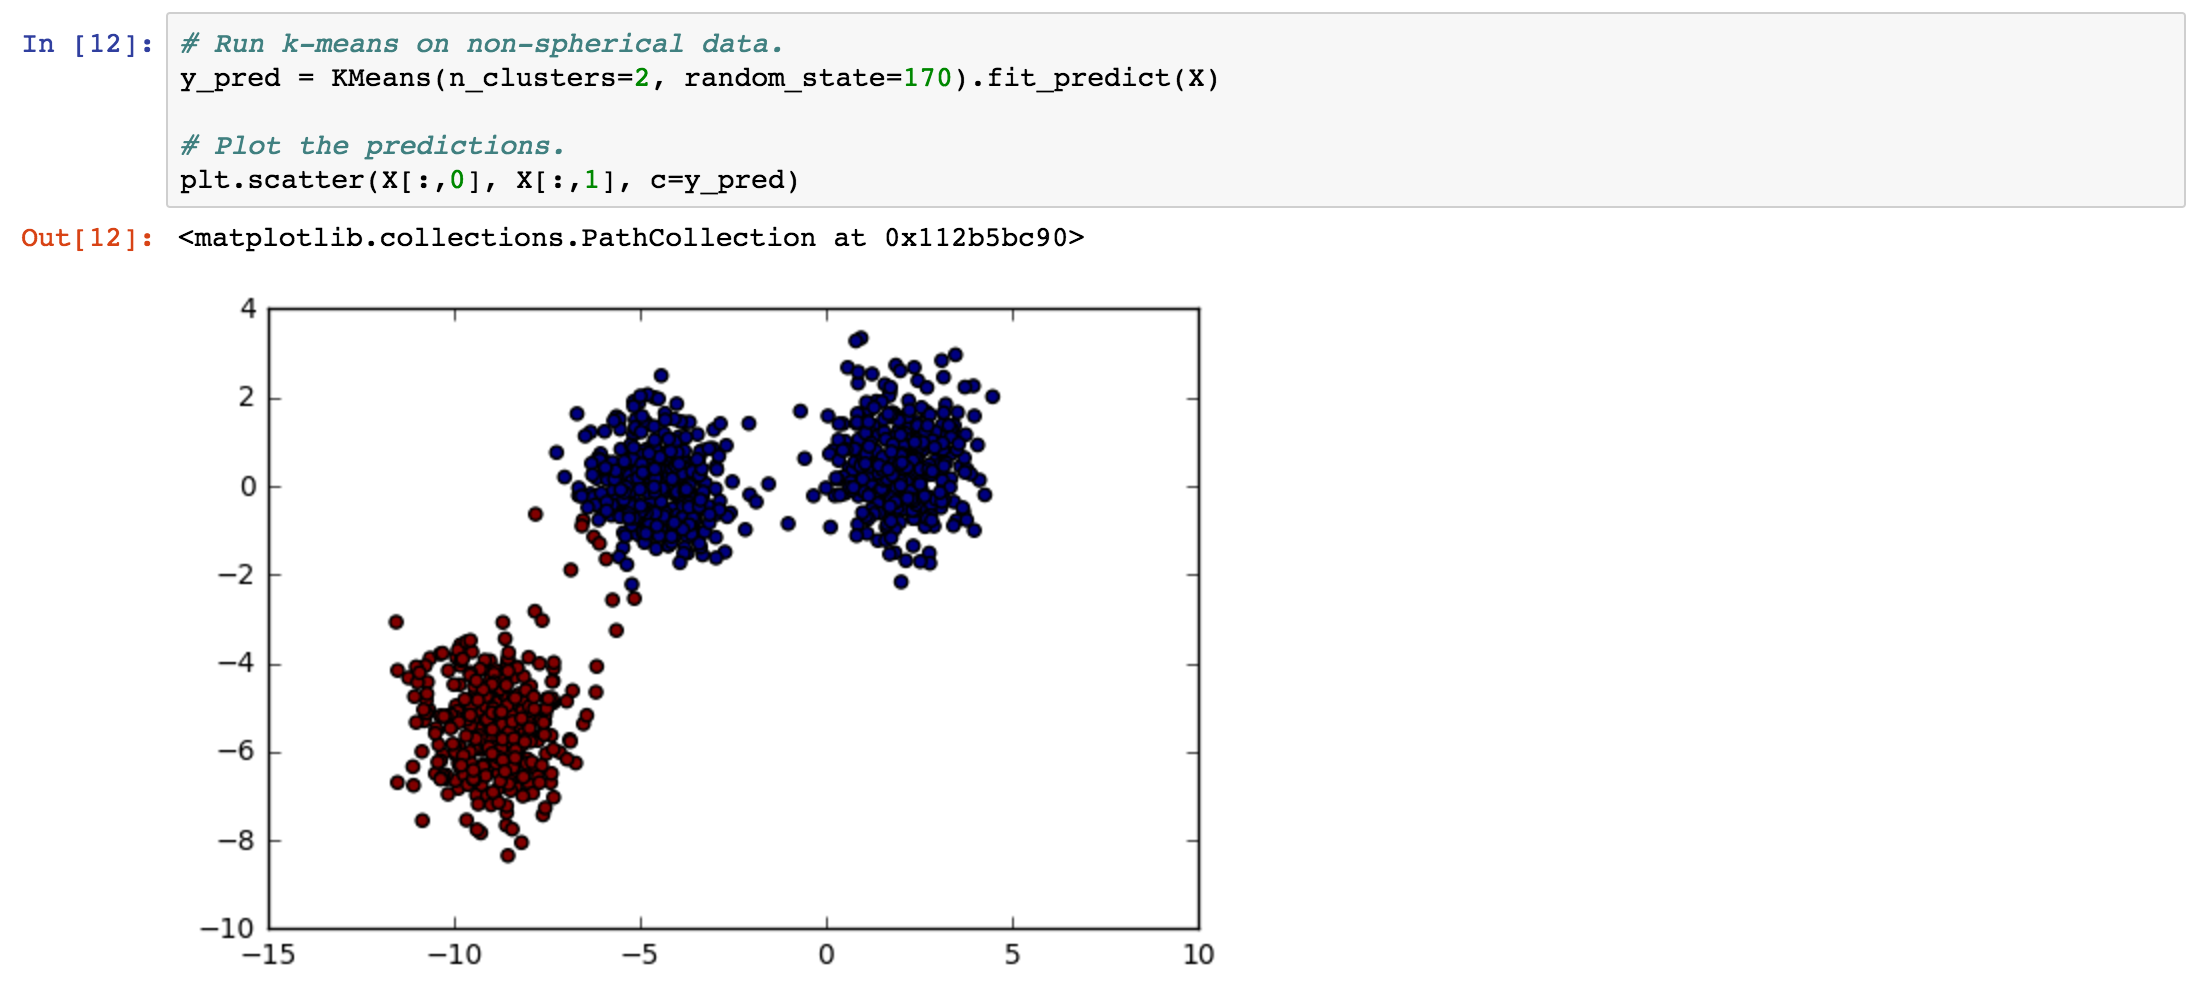 In [12]: # Run k-means on non-spherical data.
y_pred = KMeans(n_clusters=2, random_state=170).fit_predict(X)
# Plot the predictions.
plt.scatter(X[:,0], X[:,1], c=y_pred)
Out[12]: <matplotlib.collections.PathCollection at 0x112b5bc90>
4
2
0
−2
−4
−6
−8
−10
−15 −10 −5 0 5 10